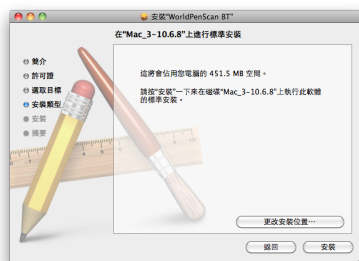 安裝“WorldPenScan BT”
在“Mac_3-10.6.8”上進行標準安裝
簡介
許可證
選取目標
安裝類型
安裝
摘要
這將會佔用您電腦的 451.5 MB 空間。
請按“安裝”一下來在磁碟“Mac_3-10.6.8”上執行此軟體
的標準安裝。
更改安裝位置⋯
返回
安裝